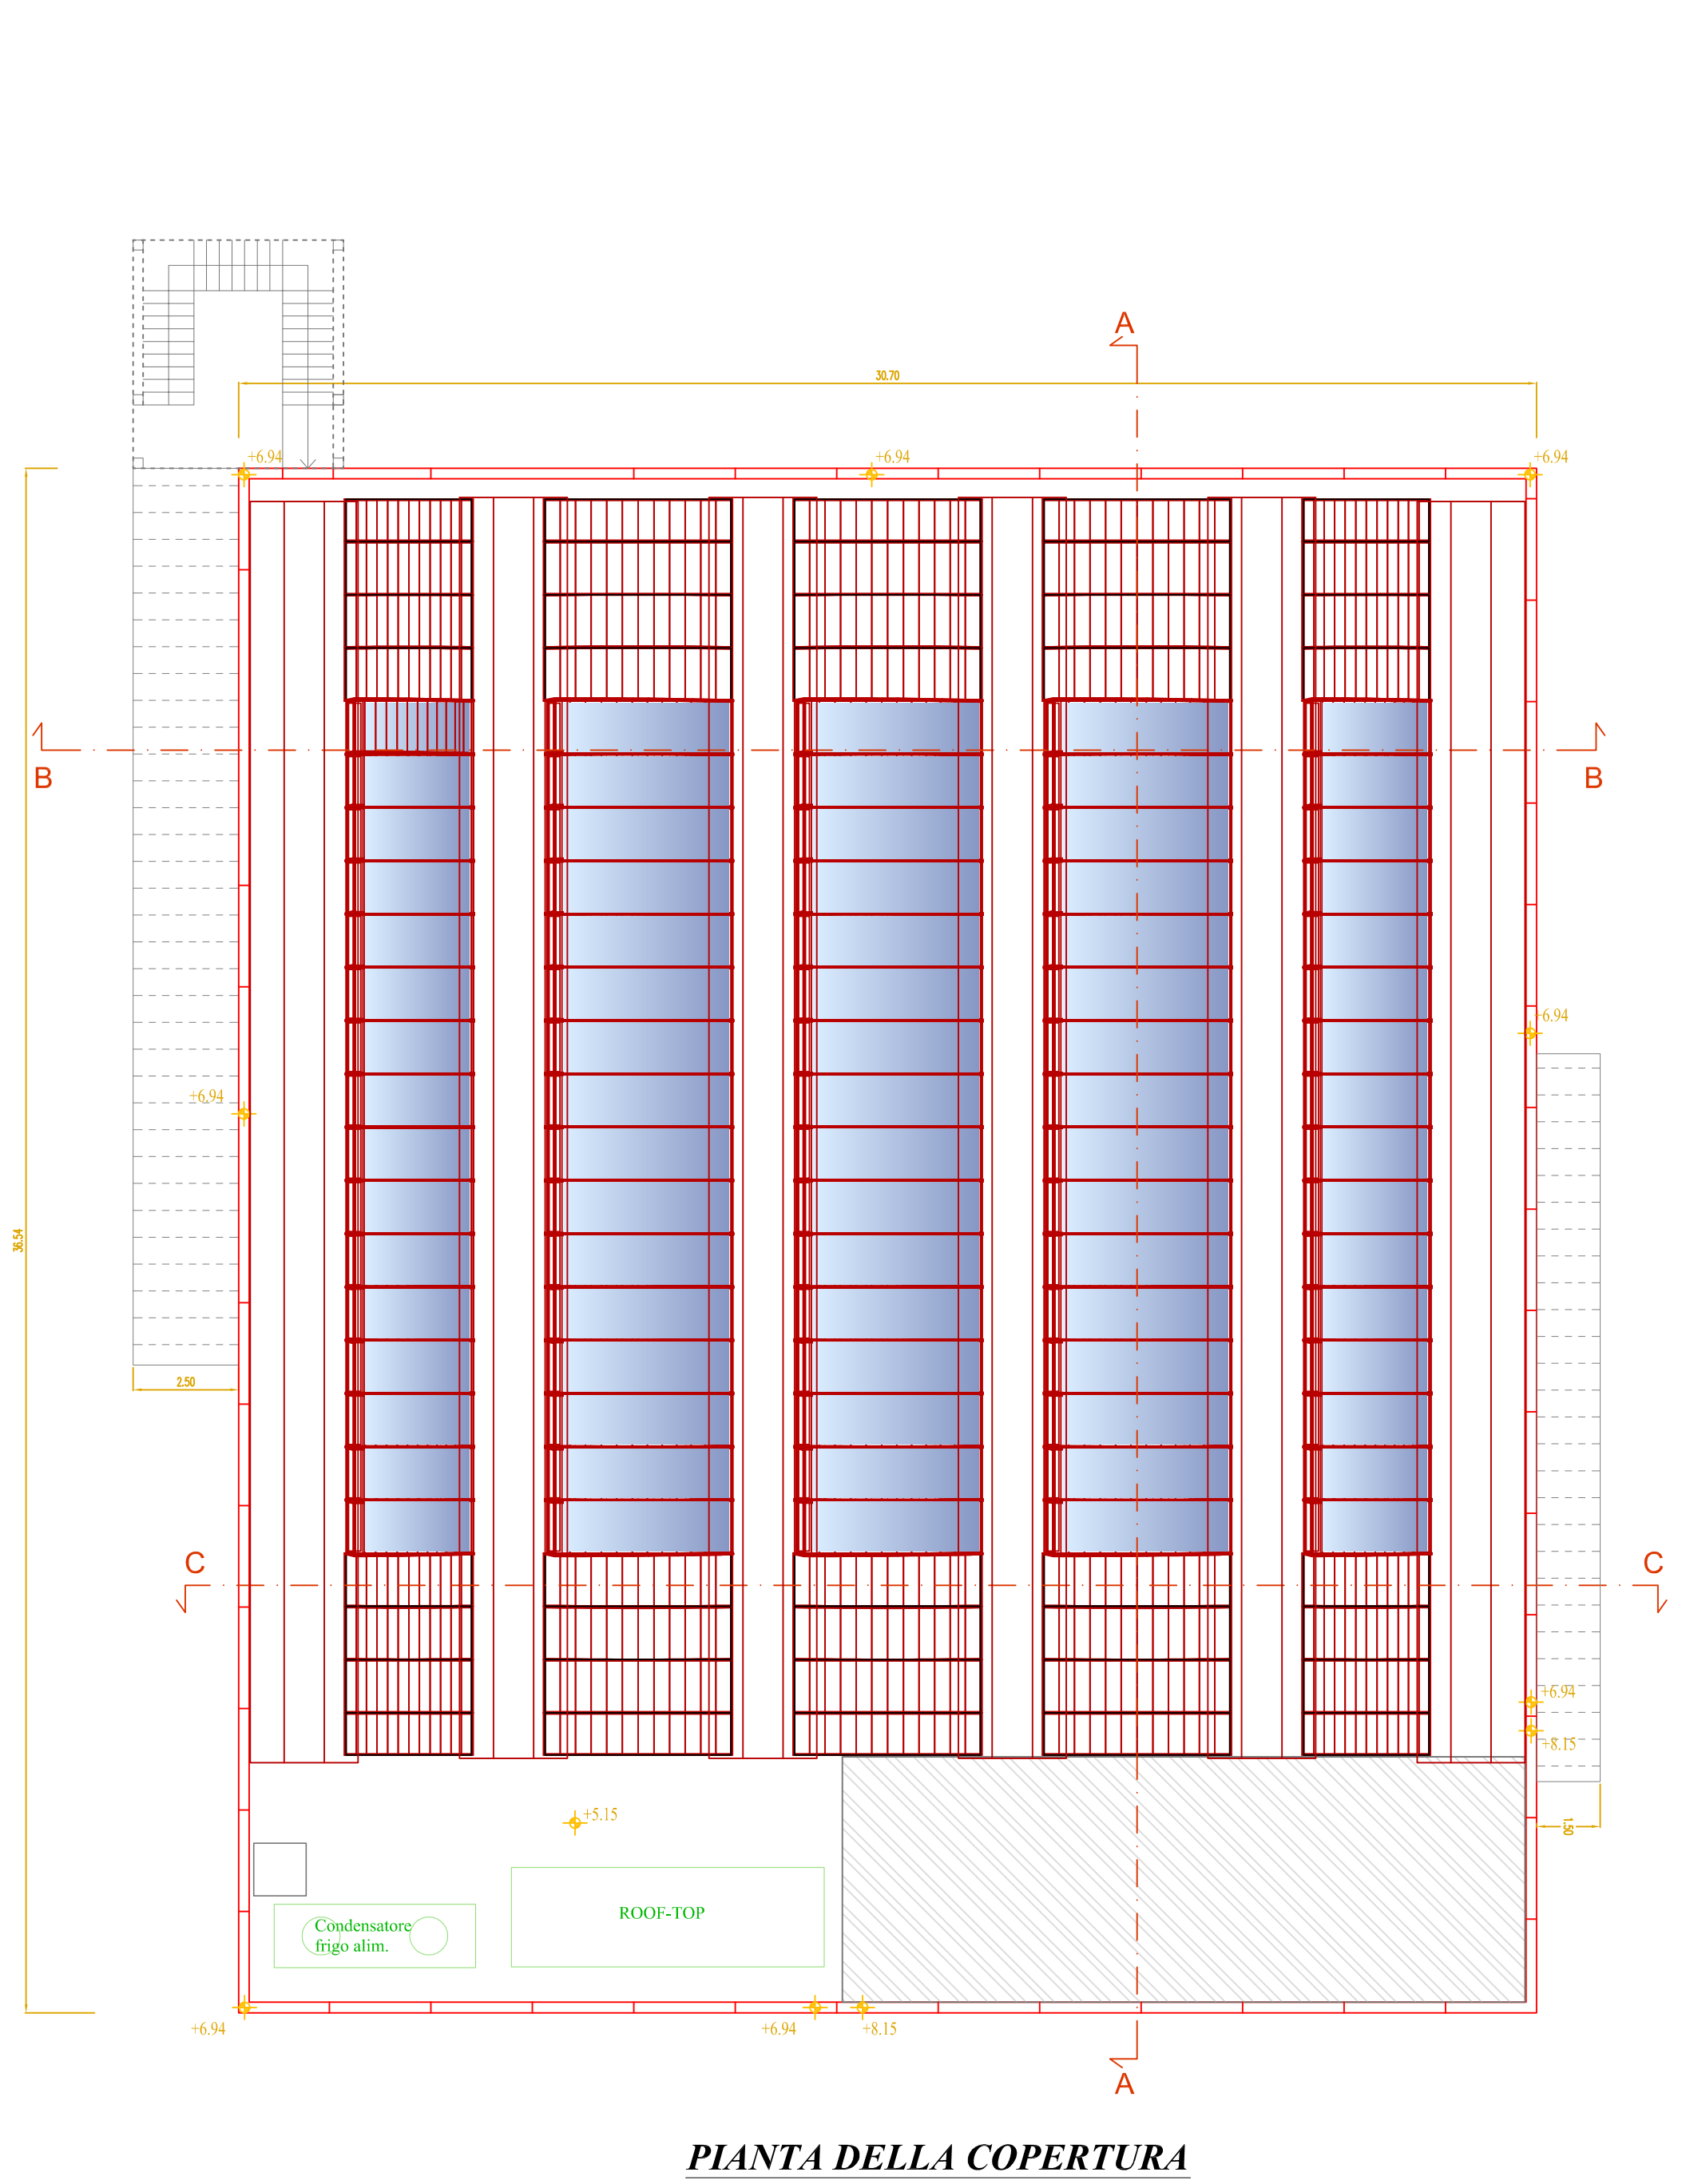 A
30.70
+6.94
+6.94
+6.94
B
B
+6.94
+6.94
36.54
2.50
C
C
+6.94
+8.15
+5.15
1.50
ROOF-TOP
Condensatore
frigo alim.
+6.94
+6.94
+8.15
A
PIANTA DELLA COPERTURA